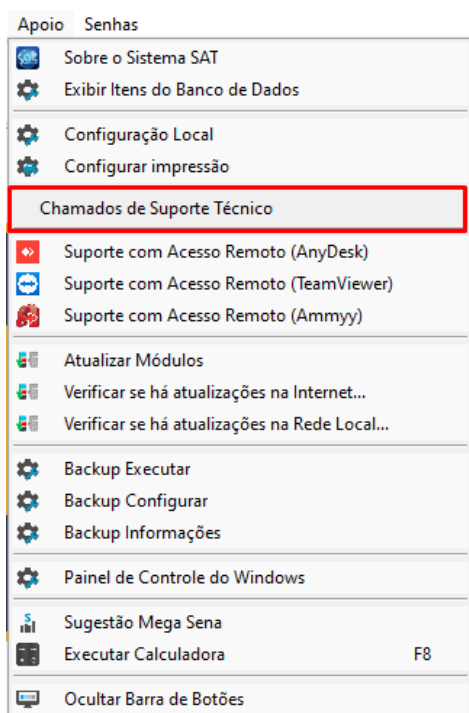 Apoio Senhas
Sobre o Sistema SAT
Exibir Itens do Banco de Dados
Configuração Local
Configurar impressão
Chamados de Suporte Técnico
Suporte com Acesso Remoto (AnyDesk)
Suporte com Acesso Remoto (TeamViewer)
Suporte com Acesso Remoto (Ammyy)
Atualizar Módulos
Verificar se há atualizações na Internet...
Verificar se há atualizações na Rede Local...
Backup Executar
Backup Configurar
Backup Informações
Painel de Controle do Windows
Sugestão Mega Sena
Executar Calculadora F8
Ocultar Barra de Botões